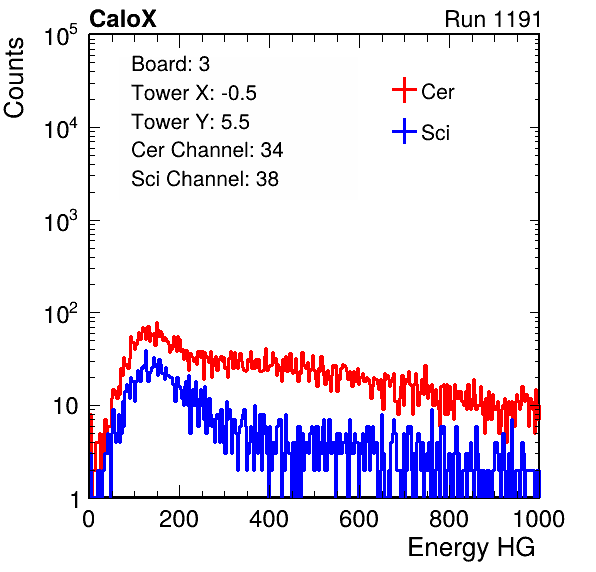 CaloX Run 1191
Counts
10^5
10^4
10^3
10^2
10
1
Board: 3
Tower X: -0.5
Tower Y: 5.5
Cer Channel: 34
Sci Channel: 38
Cer
Sci
0 200 400 600 800 1000
Energy HG